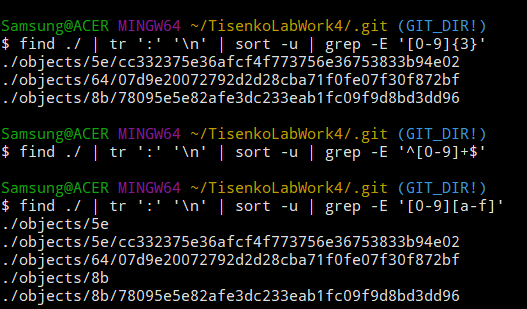 Samsung@ACER MINGW64 ~/TisenkoLabWork4/.git (GIT_DIR!)
$ find ./ | tr ':' '\n' | sort -u | grep -E '[0-9]{3}'
./objects/5e/cc332375e36afcf4f773756e36753833b94e02
./objects/64/07d9e20072792d2d28cba71f0fe07f30f872bf
./objects/8b/78095e5e82afe3dc233eab1fc09f9d8bd3dd96
Samsung@ACER MINGW64 ~/TisenkoLabWork4/.git (GIT_DIR!)
$ find ./ | tr ':' '\n' | sort -u | grep -E '^[0-9]+$'
Samsung@ACER MINGW64 ~/TisenkoLabWork4/.git (GIT_DIR!)
$ find ./ | tr ':' '\n' | sort -u | grep -E '[0-9][a-f]'
./objects/5e
./objects/5e/cc332375e36afcf4f773756e36753833b94e02
./objects/64/07d9e20072792d2d28cba71f0fe07f30f872bf
./objects/8b
./objects/8b/78095e5e82afe3dc233eab1fc09f9d8bd3dd96